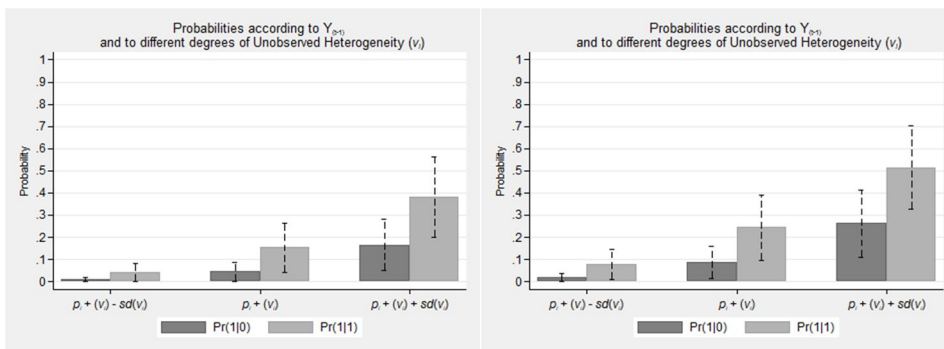 Probabilities according to Y(t-1)
and to different degrees of Unobserved Heterogeneity (vi)
Probability
1
.9
.8
.7
.6
.5
.4
.3
.2
.1
0
pi + (vi) - sd(vi)
pi + (vi)
pi + (vi) + sd(vi)
Pr(1|0)
Pr(1|1)
Probabilities according to Y(t-1)
and to different degrees of Unobserved Heterogeneity (vi)
Probability
1
.9
.8
.7
.6
.5
.4
.3
.2
.1
0
pi + (vi) - sd(vi)
pi + (vi)
pi + (vi) + sd(vi)
Pr(1|0)
Pr(1|1)